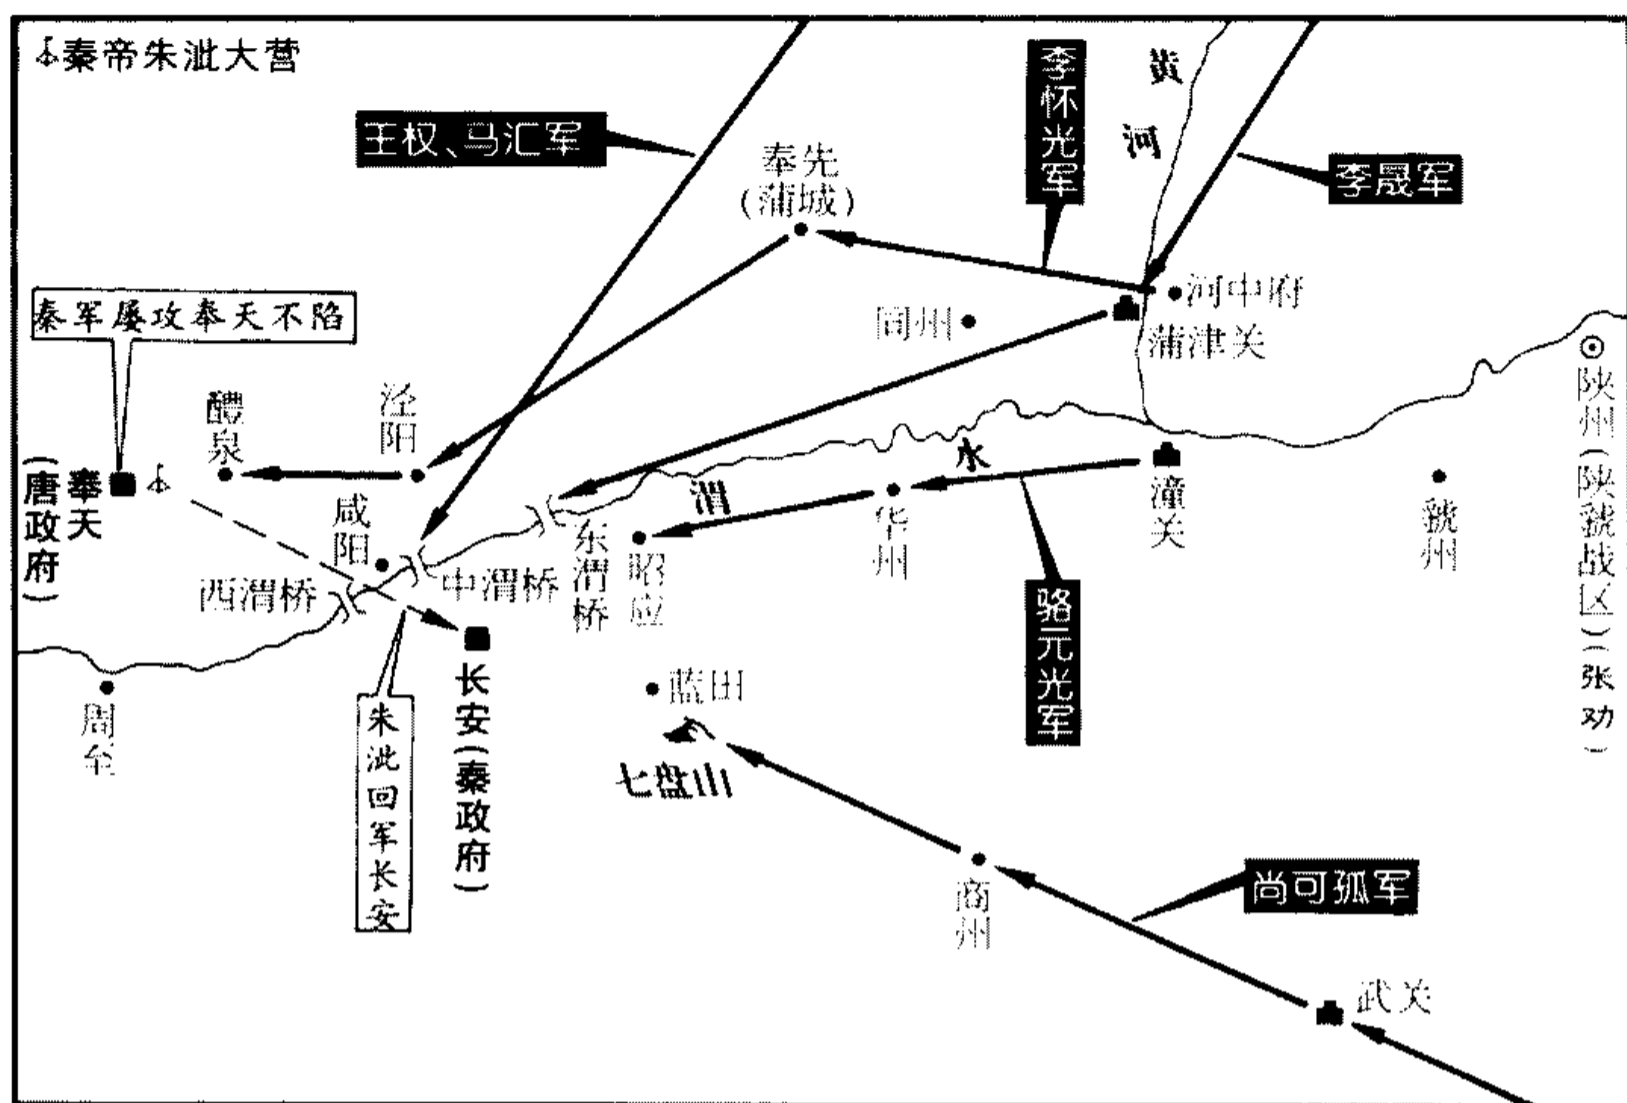 秦帝朱泚大营
王权、马汇军
李怀光军
黄河
李晟军
奉先
(蒲城)
河中府
蒲津关
同州
秦军屡攻奉天不陷
醴泉
泾阳
奉天
(唐政府)
咸阳
西渭桥
中渭桥
东渭桥
渭水
昭应
华州
潼关
虢州
陕州(陕虢战区)(张劝)
骆元光军
周至
朱泚回军长安
长安(秦政府)
蓝田
七盘山
商州
尚可孤军
武关